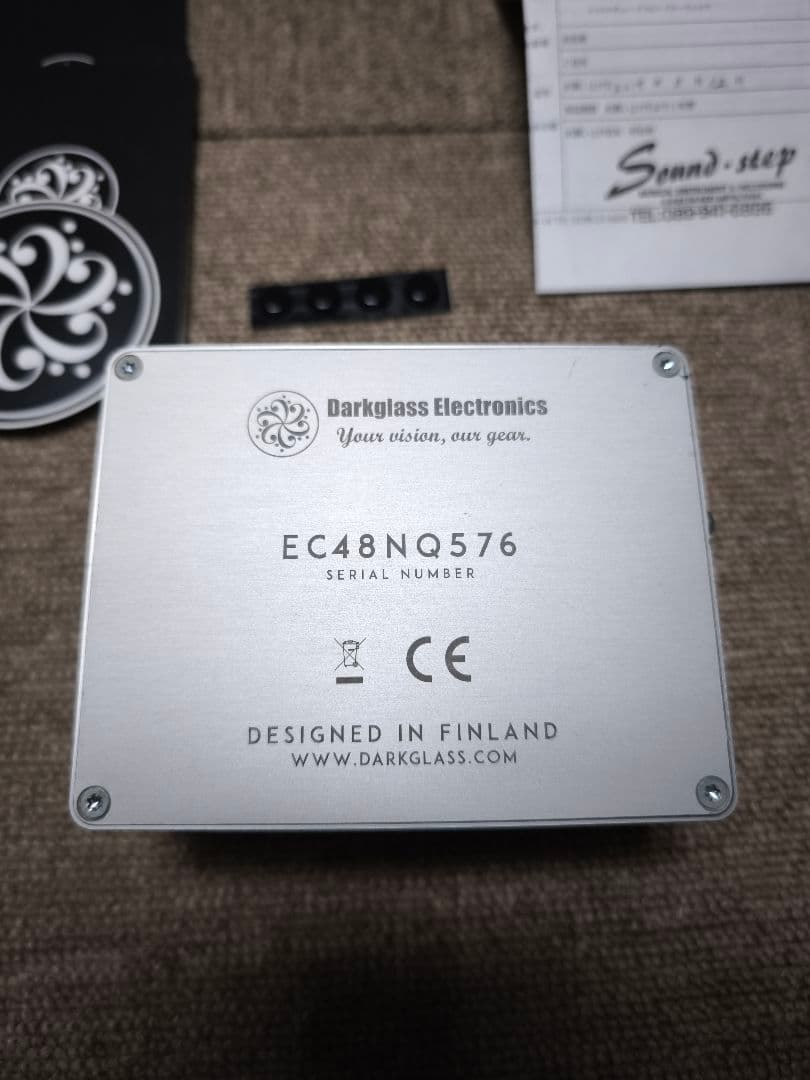 Sound-step
Darkglass Electronics
Your vision, our gear.
EC48NQ576
SERIAL NUMBER
CE
DESIGNED IN FINLAND
WWW.DARKGLASS.COM